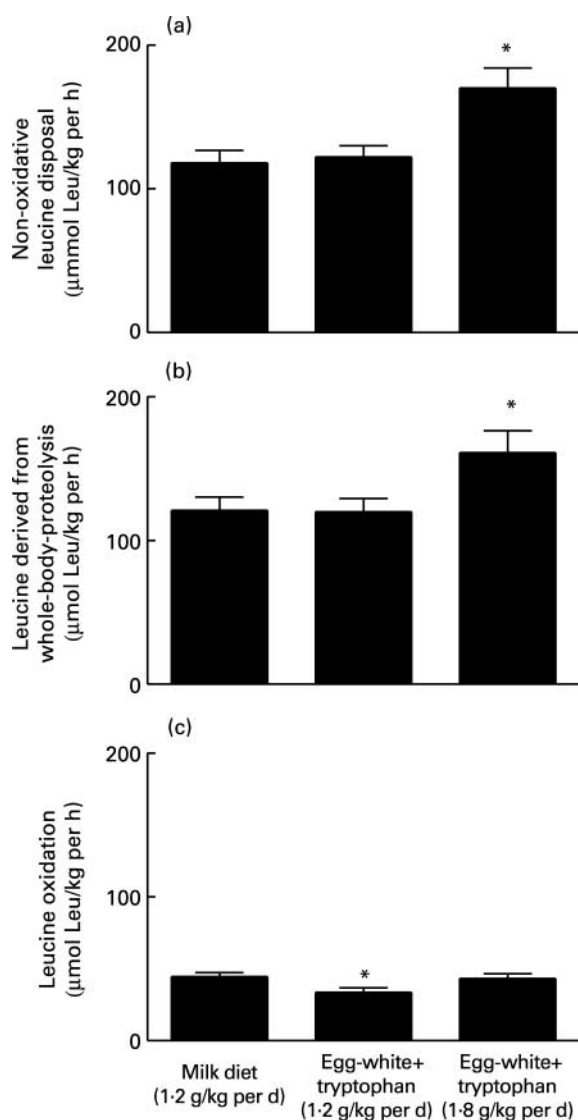 (a)
*
200
100
0
Non-oxidative
leucine disposal
(µmmol Leu/kg per h)
(b)
*
200
100
0
Leucine derived from
whole-body-proteolysis
(µmol Leu/kg per h)
(c)
200
100
0
*
Leucine oxidation
(µmol Leu/kg per h)
Milk diet
(1·2 g/kg per d)
Egg-white+
tryptophan
(1·2 g/kg per d)
Egg-white+
tryptophan
(1·8 g/kg per d)